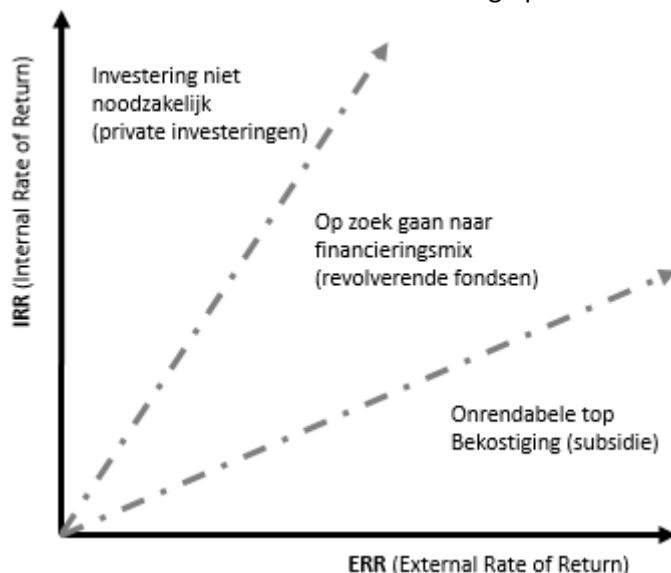 Investering niet
noodzakelijk
(private investeringen)
Op zoek gaan naar
financieringsmix
(revolverende fondsen)
Onrendabele top
Bekostiging (subsidie)
IRR (Internal Rate of Return)
ERR (External Rate of Return)